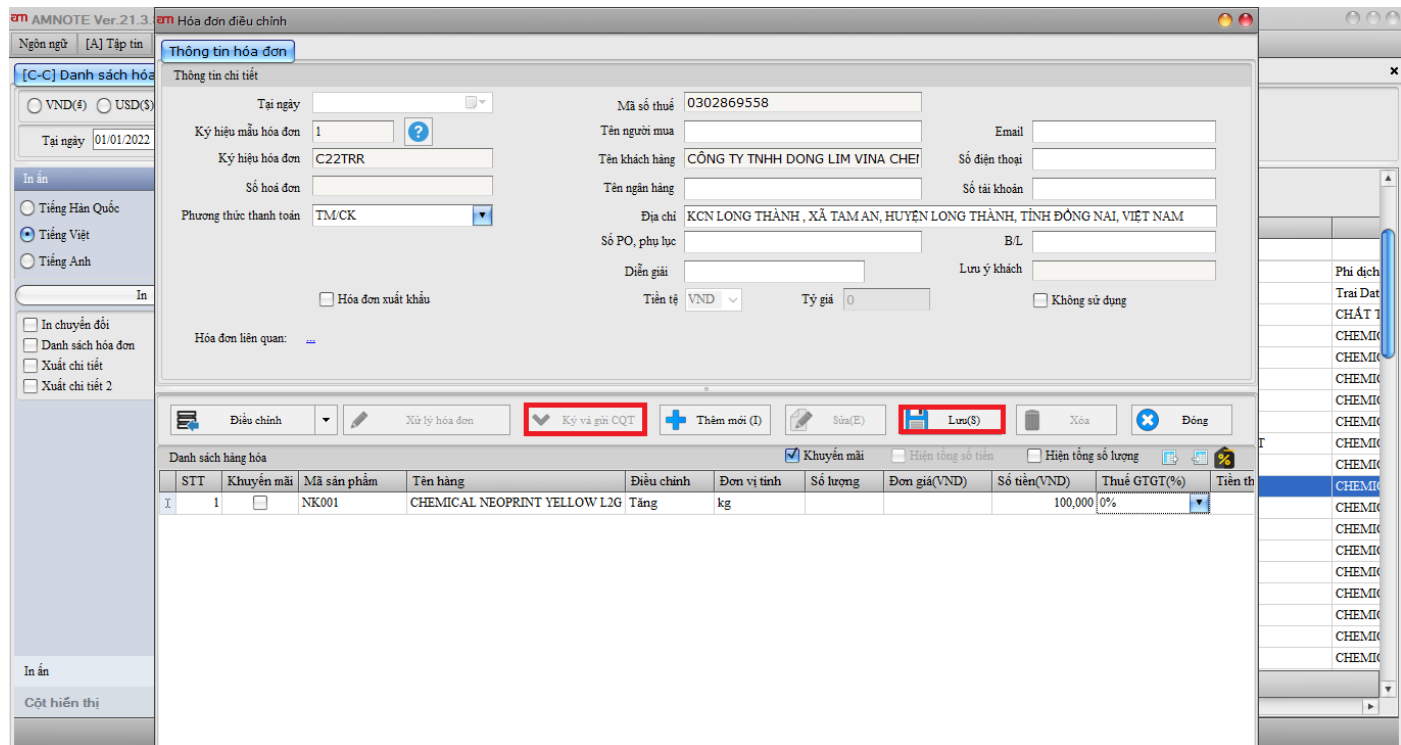 AMNOTE Ver.21.3.
Hóa đơn điều chỉnh
Ngôn ngữ [A] Tập tin
Thông tin hóa đơn
[C-C] Danh sách hóa
Thông tin chi tiết
VND(₫) USD($)
Tại ngày 01/01/2022
Tại ngày
Mã số thuế 0302869558
Ký hiệu mẫu hóa đơn 1 ?
Tên người mua
Email
Ký hiệu hóa đơn C22TRR
Tên khách hàng CÔNG TY TNHH DONG LIM VINA CHEM
Số điện thoại
Số hoá đơn
Tên ngân hàng
Số tài khoản
Phương thức thanh toán TM/CK
Địa chỉ KCN LONG THÀNH , XÃ TAM AN, HUYỆN LONG THÀNH, TỈNH ĐỒNG NAI, VIỆT NAM
Số PO, phụ lục
B/L
Diễn giải
Lưu ý khách
Hóa đơn xuất khẩu
Tiền tệ VND
Tỷ giá 0
Không sử dụng
Hóa đơn liên quan: ...
In ấn
Tiếng Hàn Quốc
Tiếng Việt
Tiếng Anh
In
In chuyển đổi
Danh sách hóa đơn
Xuất chi tiết
Xuất chi tiết 2
Điều chỉnh
Xử lý hóa đơn
Ký và gửi CQT
Thêm mới (I)
Sửa(E)
Lưu(S)
Xóa
Đóng
Danh sách hàng hóa
Khuyến mãi
Hiện tổng số tiền
Hiện tổng số lượng
%
STT Khuyến mãi Mã sản phẩm Tên hàng Điều chỉnh Đơn vị tính Số lượng Đơn giá(VND) Số tiền(VND) Thuế GTGT(%) Tiền th
1 NK001 CHEMICAL NEOPRINT YELLOW L2G Tăng kg 100,000 0%
In ấn
Cột hiển thị
Phí dịch
Trai Dat
CHẤT T
CHEMIC
CHEMIC
CHEMIC
CHEMIC
CHEMIC
T CHEMIC
CHEMIC
CHEMIC
CHEMIC
CHEMIC
CHEMIC
CHEMIC
CHEMIC
CHEMIC
CHEMIC
CHEMIC